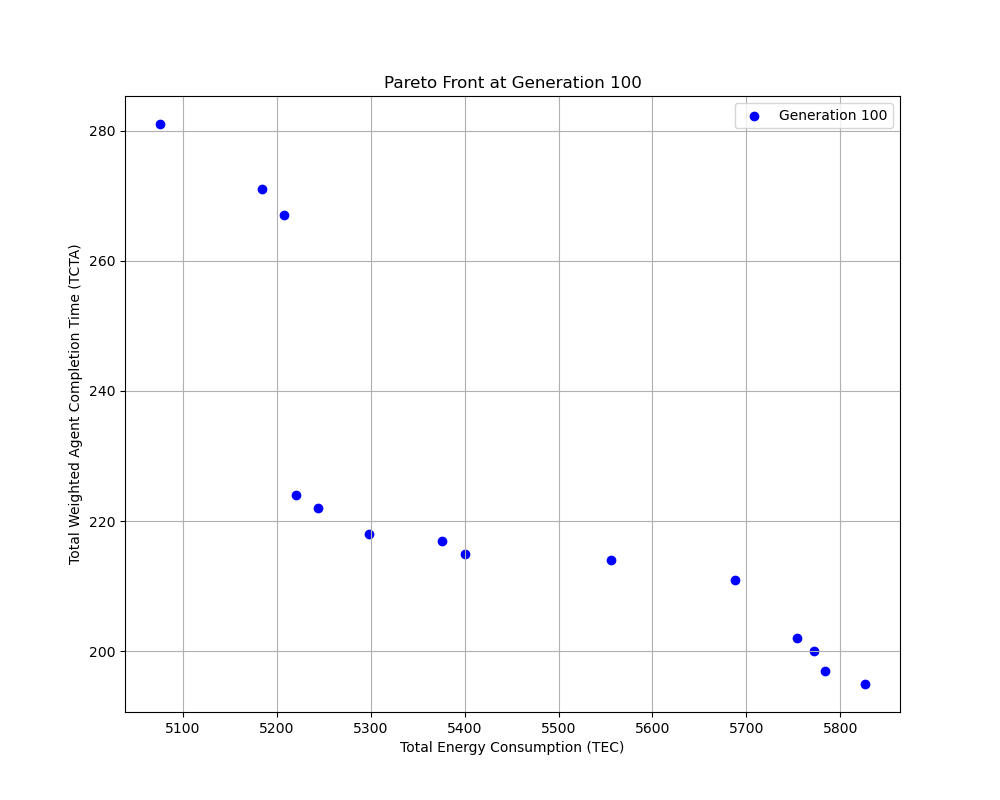 Pareto Front at Generation 100
Generation 100
Total Weighted Agent Completion Time (TCTA)
280
260
240
220
200
5100 5200 5300 5400 5500 5600 5700 5800
Total Energy Consumption (TEC)